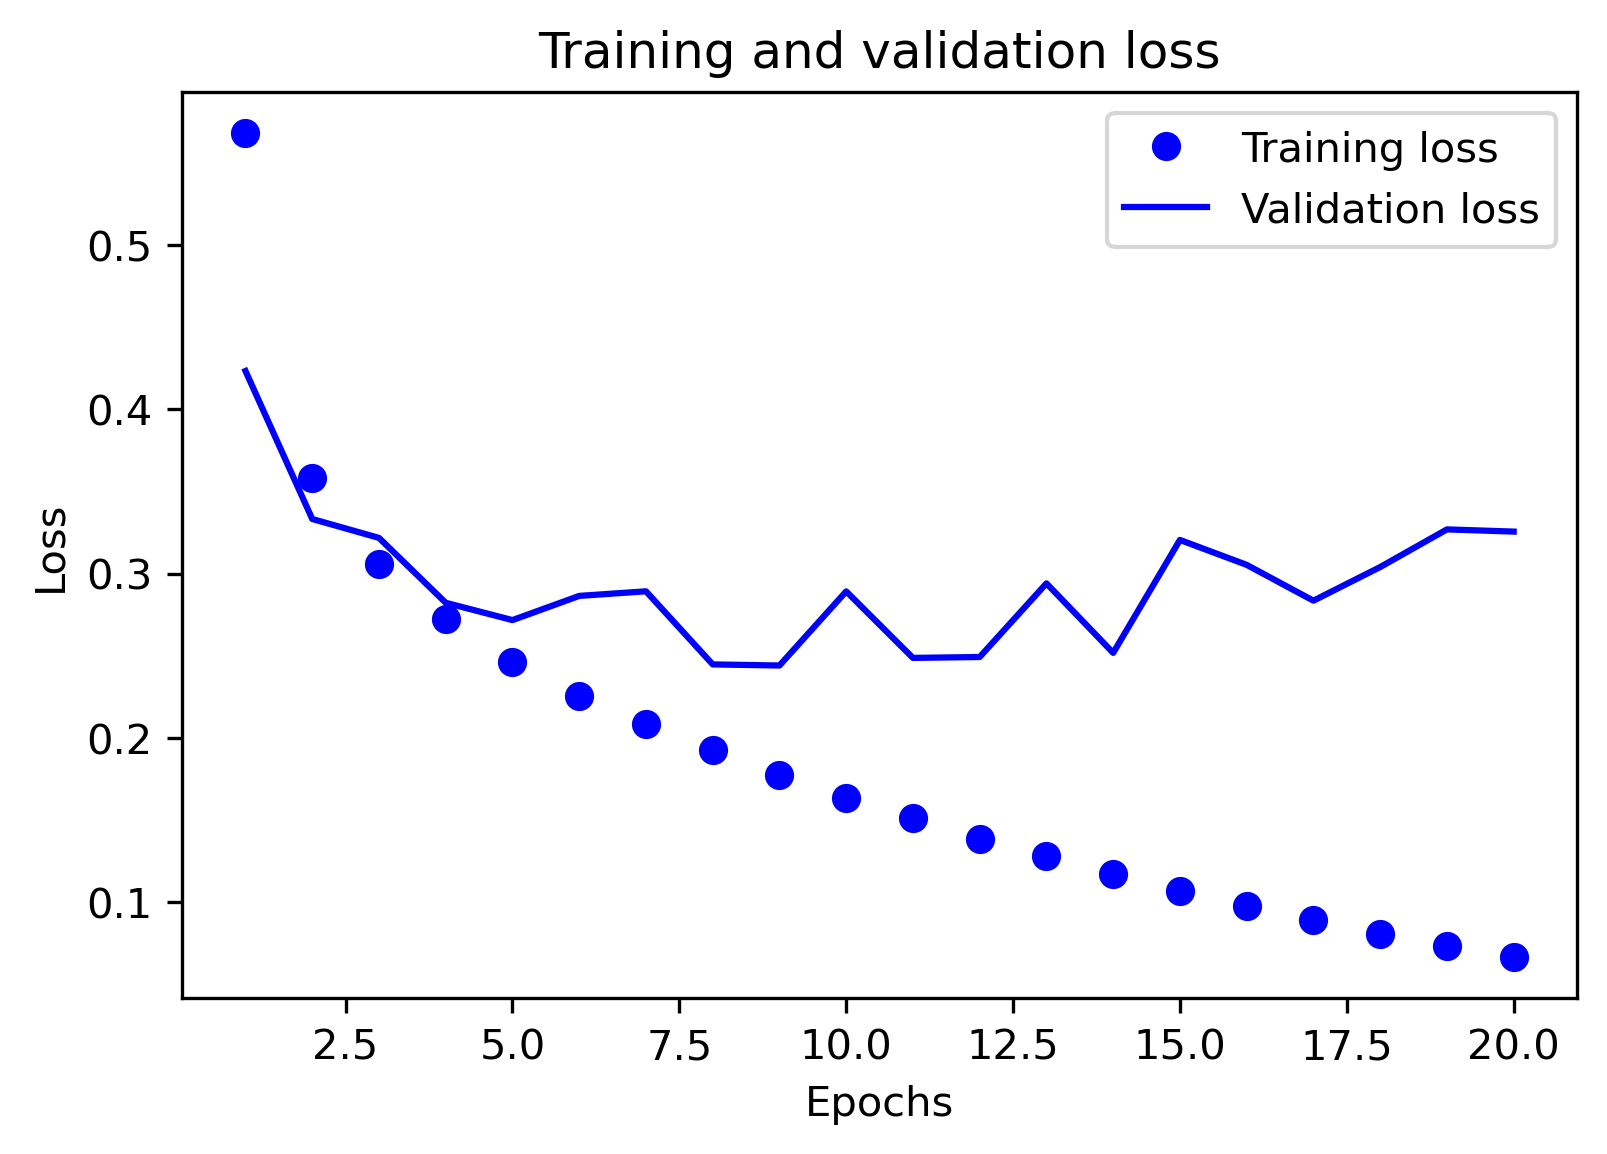 Training and validation loss
Training loss
Validation loss
0.5
0.4
0.3
0.2
0.1
Loss
2.5 5.0 7.5 10.0 12.5 15.0 17.5 20.0
Epochs